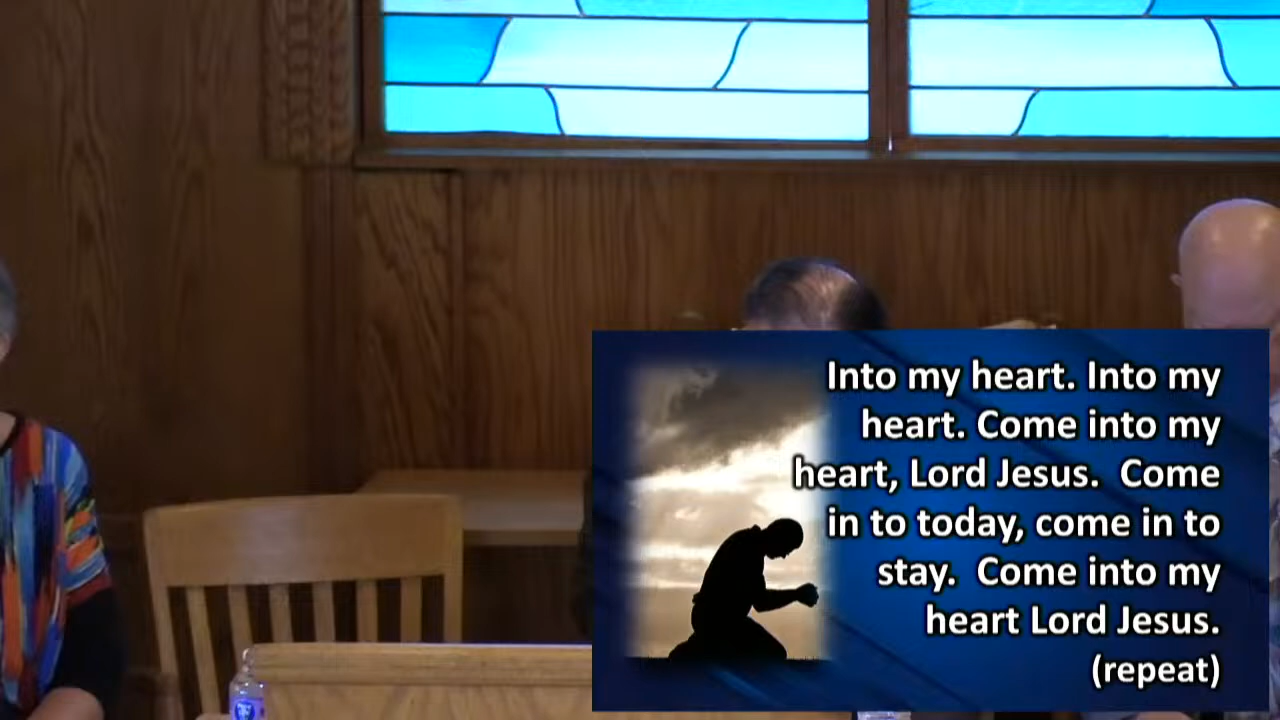 Into my heart. Into my
heart. Come into my
heart, Lord Jesus. Come
in to today, come in to
stay. Come into my
heart Lord Jesus.
(repeat)